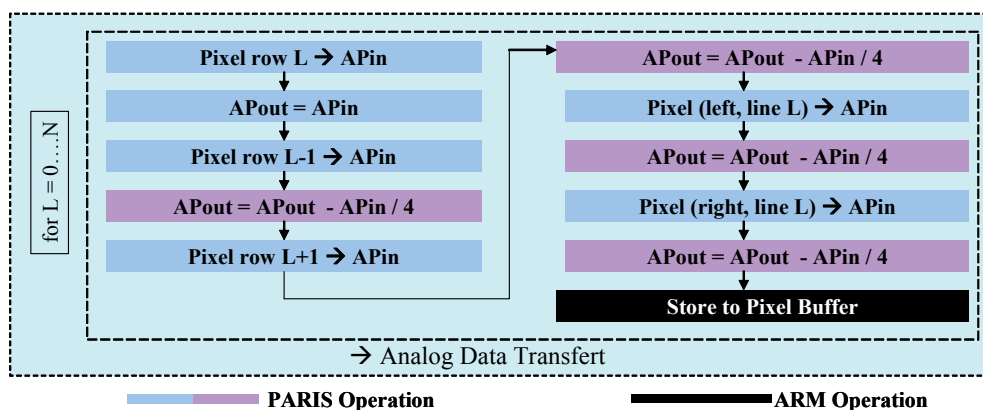 for L = 0....N
Pixel row L → APin
APout = APin
Pixel row L-1 → APin
APout = APout - APin / 4
Pixel row L+1 → APin
APout = APout - APin / 4
Pixel (left, line L) → APin
APout = APout - APin / 4
Pixel (right, line L) → APin
APout = APout - APin / 4
Store to Pixel Buffer
→ Analog Data Transfert
PARIS Operation
ARM Operation